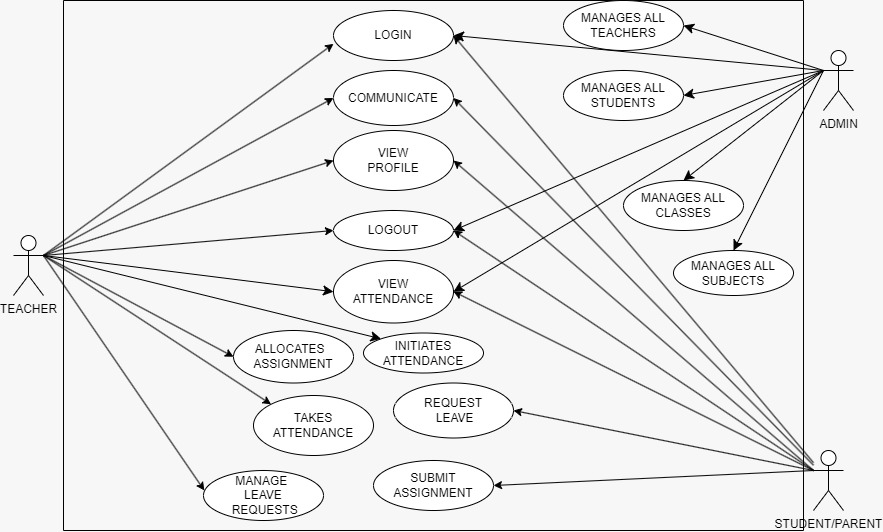 LOGIN
MANAGES ALL
TEACHERS
COMMUNICATE
MANAGES ALL
STUDENTS
ADMIN
VIEW
PROFILE
MANAGES ALL
CLASSES
LOGOUT
MANAGES ALL
SUBJECTS
VIEW
ATTENDANCE
TEACHER
ALLOCATES
ASSIGNMENT
INITIATES
ATTENDANCE
REQUEST
LEAVE
TAKES
ATTENDANCE
SUBMIT
ASSIGNMENT
MANAGE
LEAVE
REQUESTS
STUDENT/PARENT